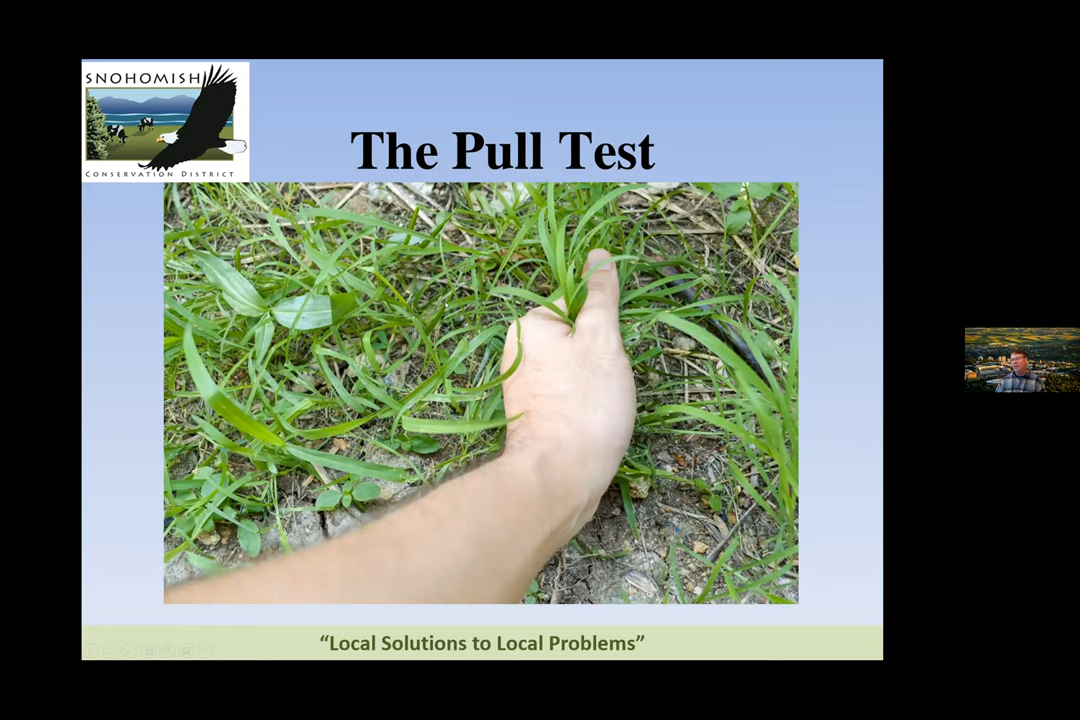 SNOHOMISH
CONSERVATION DISTRICT
The Pull Test
“Local Solutions to Local Problems”